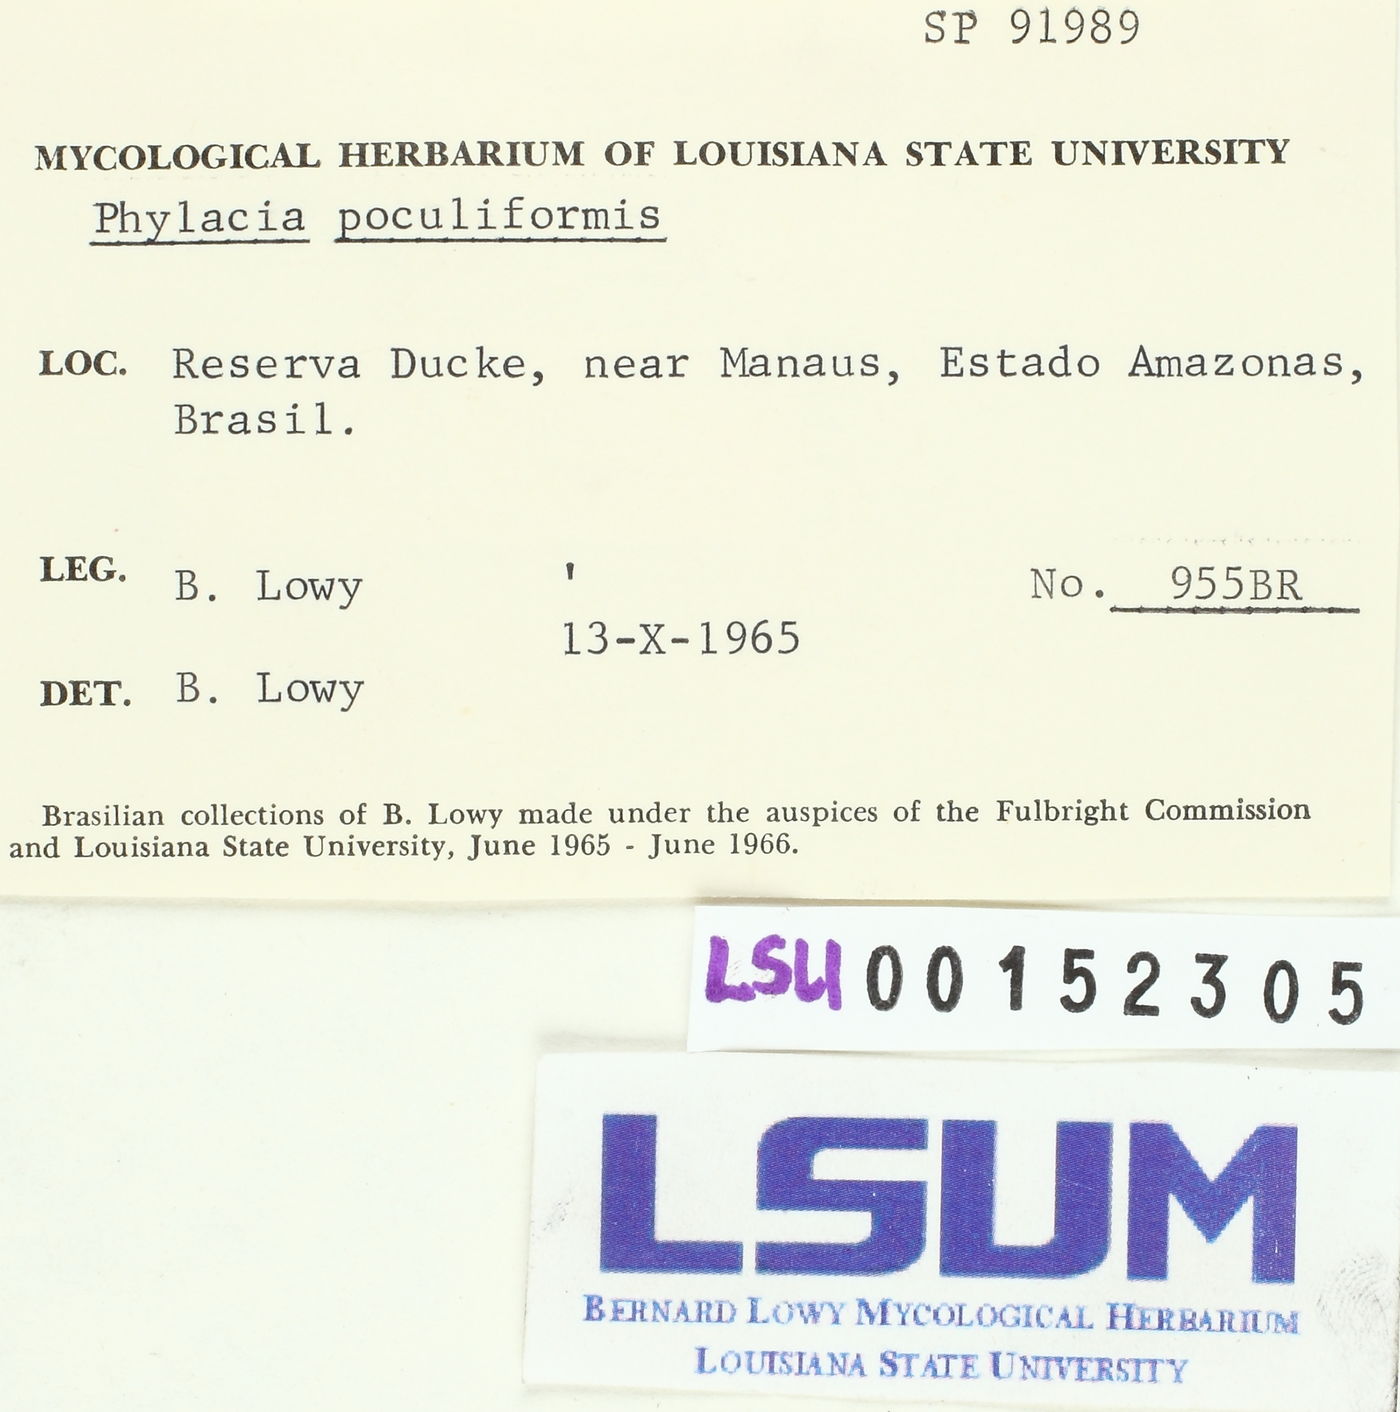 SP 91989
MYCOLOGICAL HERBARIUM OF LOUISIANA STATE UNIVERSITY
Phylacia poculiformis
LOC. Reserva Ducke, near Manaus, Estado Amazonas,
Brasil.
LEG. B. Lowy ' No. 955BR
13-X-1965
DET. B. Lowy
Brasilian collections of B. Lowy made under the auspices of the Fulbright Commission
and Louisiana State University, June 1965 - June 1966.
LSU00152305
LSUM
BERNARD LOWY MYCOLOGICAL HERBARIUM
LOUISIANA STATE UNIVERSITY